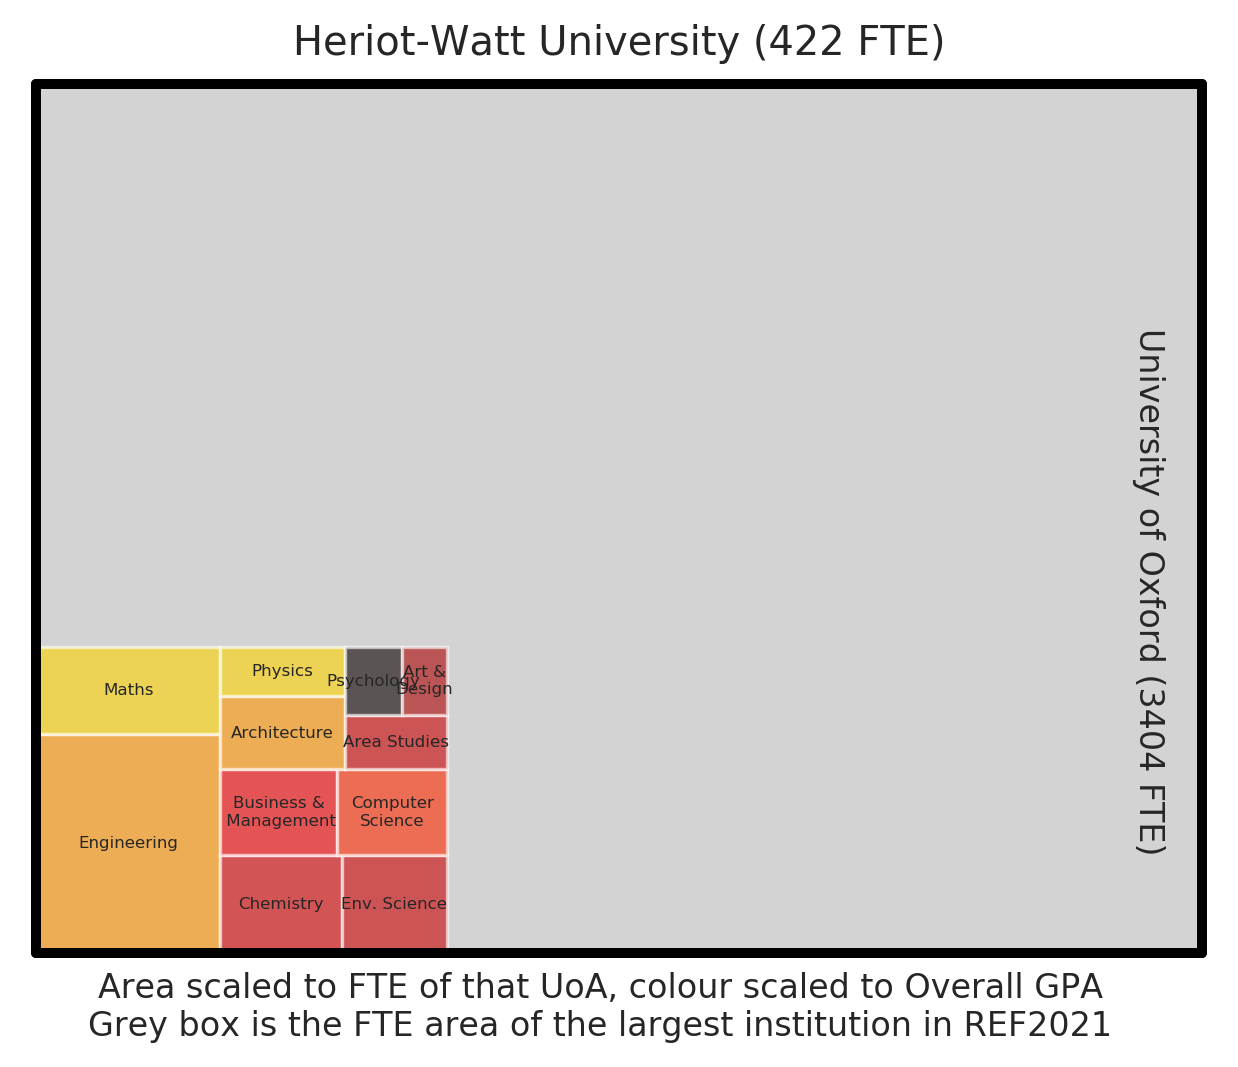 Heriot-Watt University (422 FTE)
Maths
Physics
Psychology
Art &
Design
Architecture
Area Studies
Engineering
Business &
Management
Computer
Science
Chemistry
Env. Science
University of Oxford (3404 FTE)
Area scaled to FTE of that UoA, colour scaled to Overall GPA
Grey box is the FTE area of the largest institution in REF2021